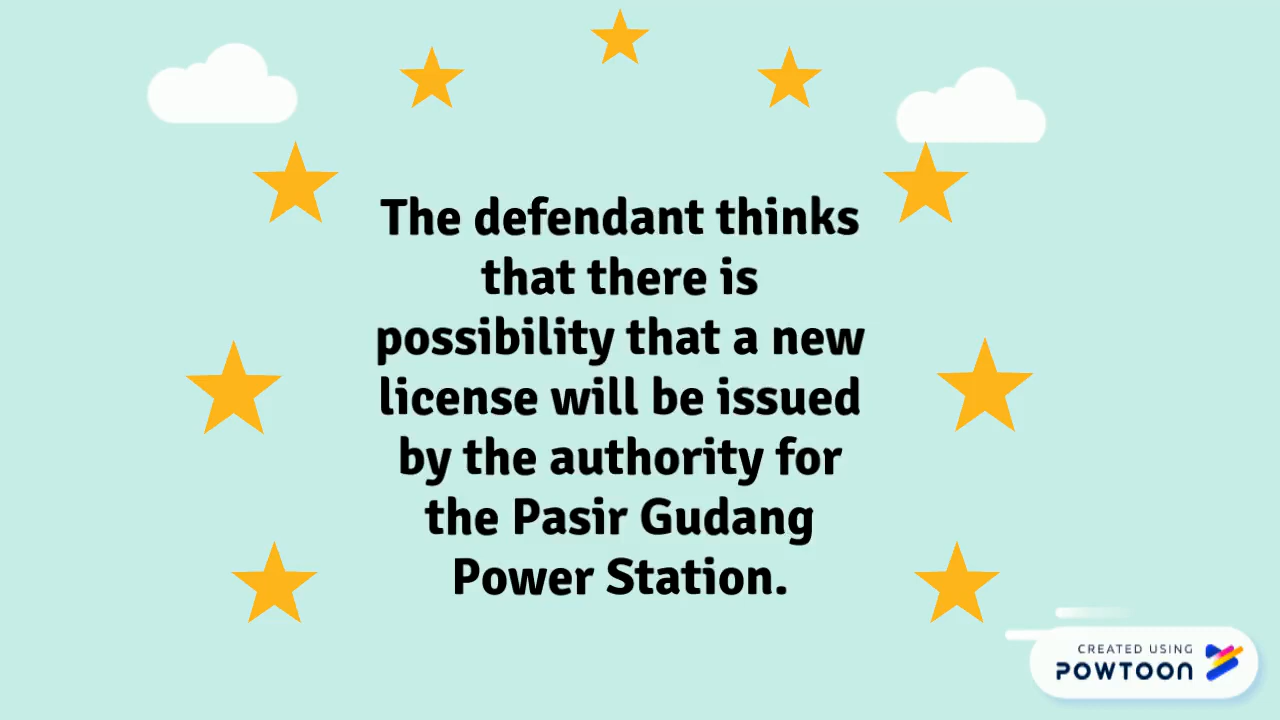 The defendant thinks
that there is
possibility that a new
license will be issued
by the authority for
the Pasir Gudang
Power Station.
CREATED USING
POWTOON